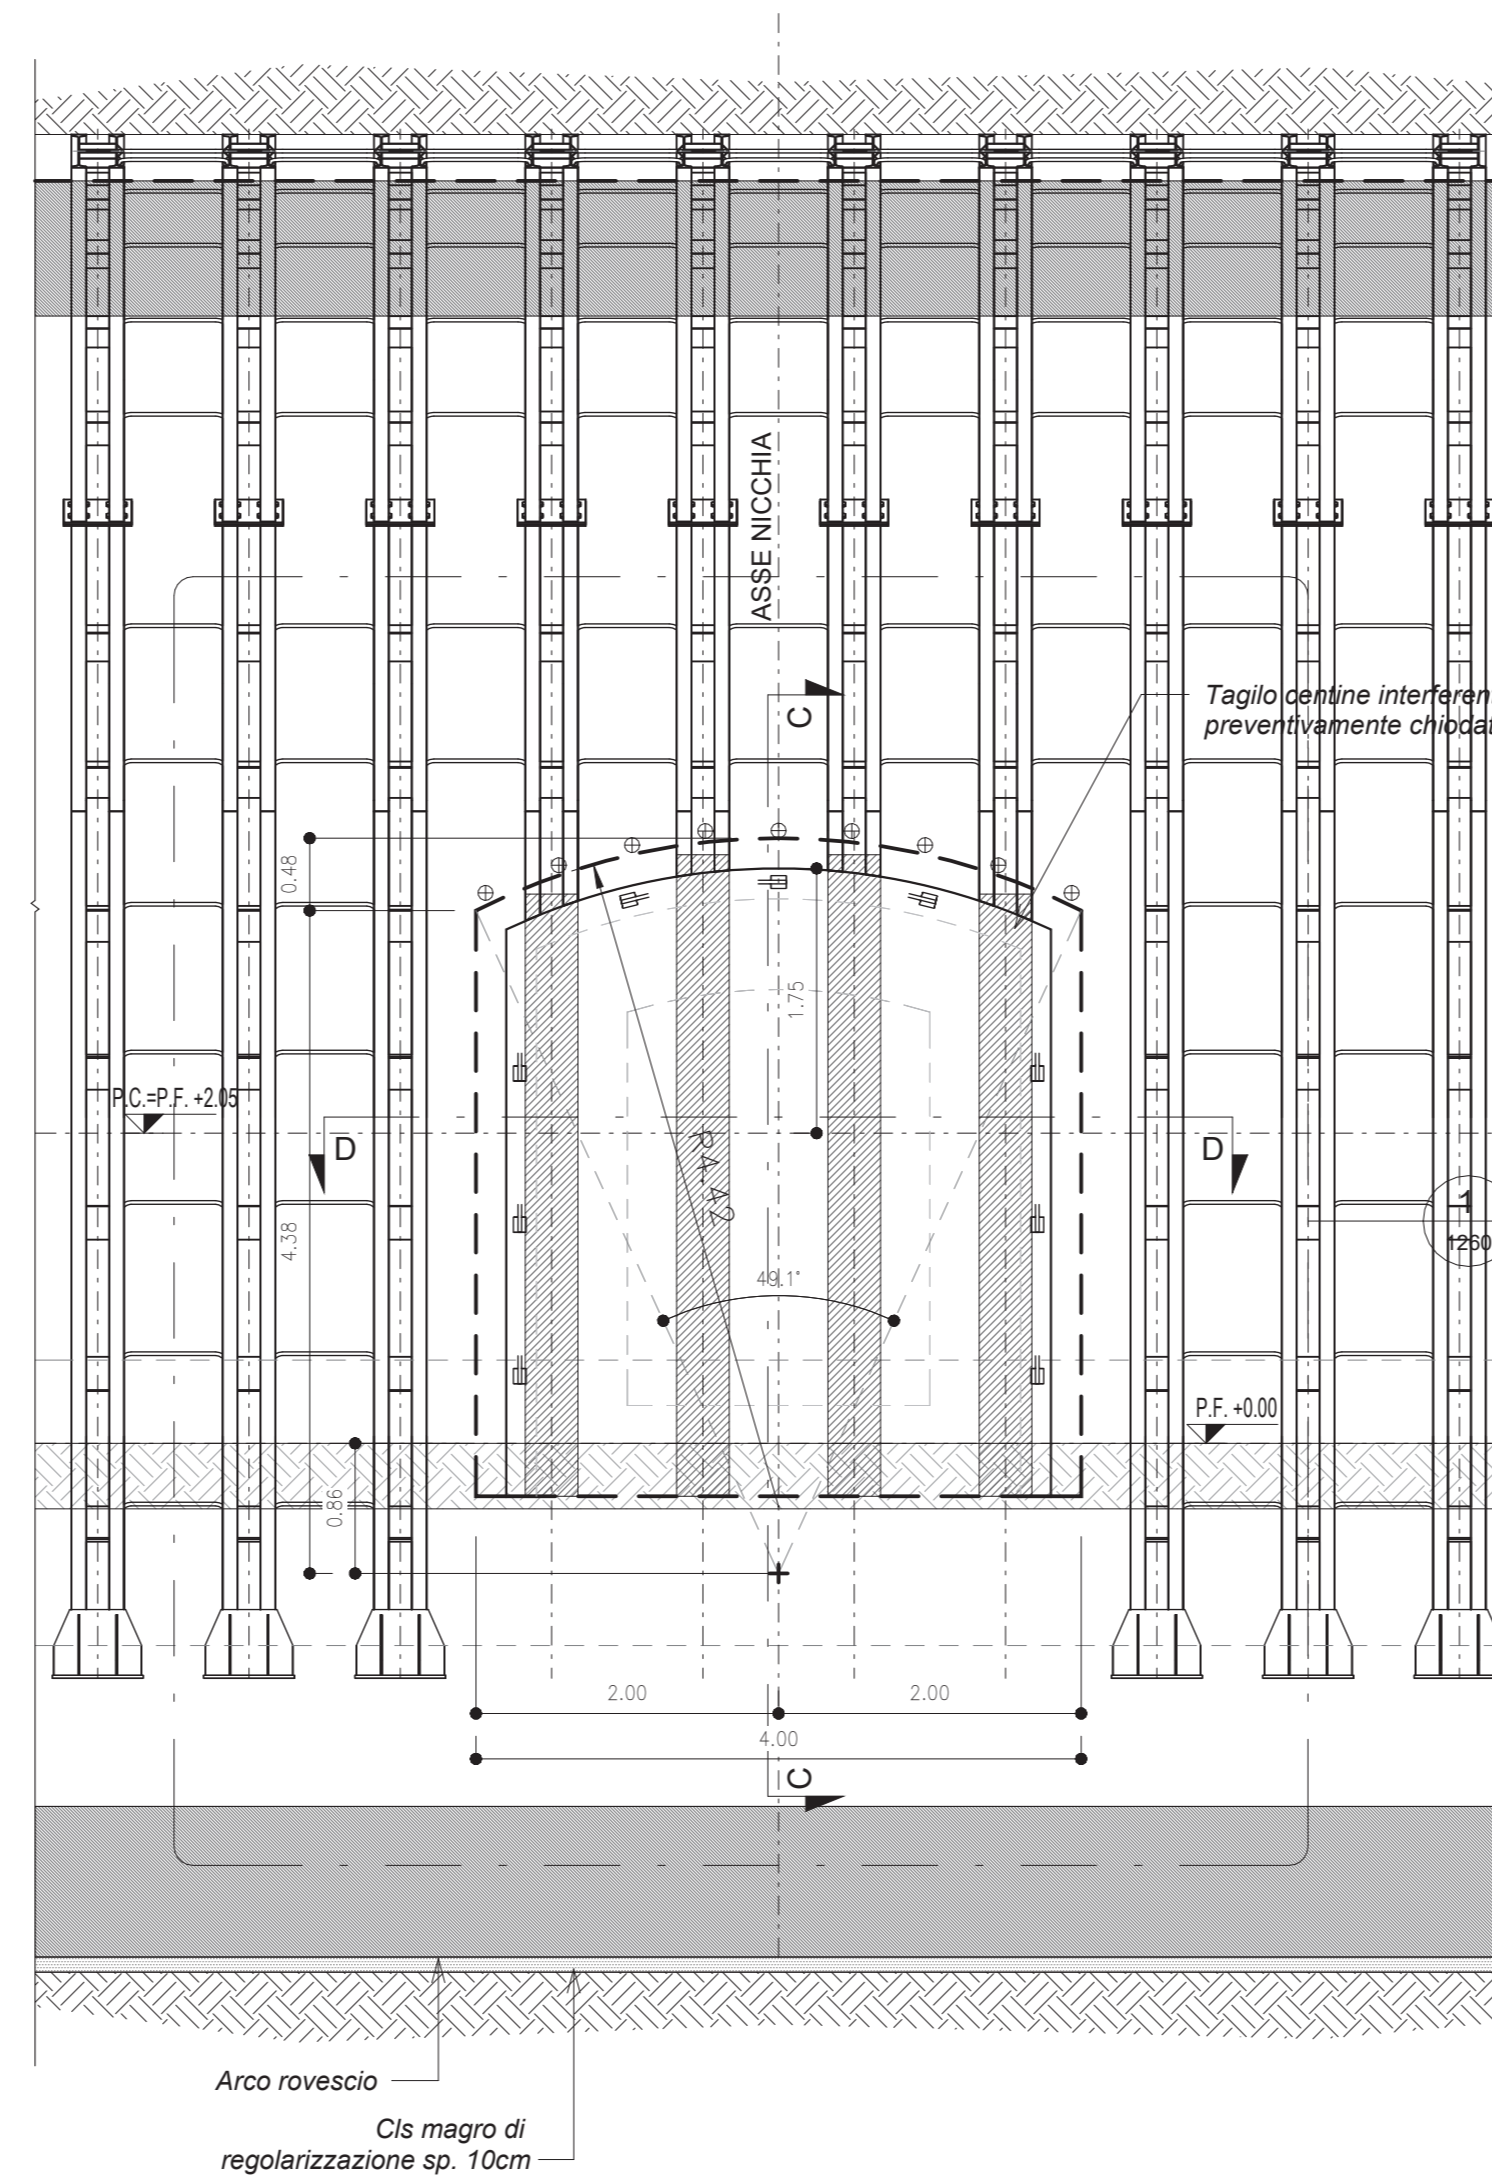 ASSE NICCHIA
C
Tagilo centine interferen
preventivamente chiodat
0.48
1.75
P.C.=P.F. +2.05
D
D
R4.42
1
1260
4.38
49.1°
P.F. +0.00
0.86
2.00
2.00
4.00
C
Arco rovescio
Cls magro di
regolarizzazione sp. 10cm